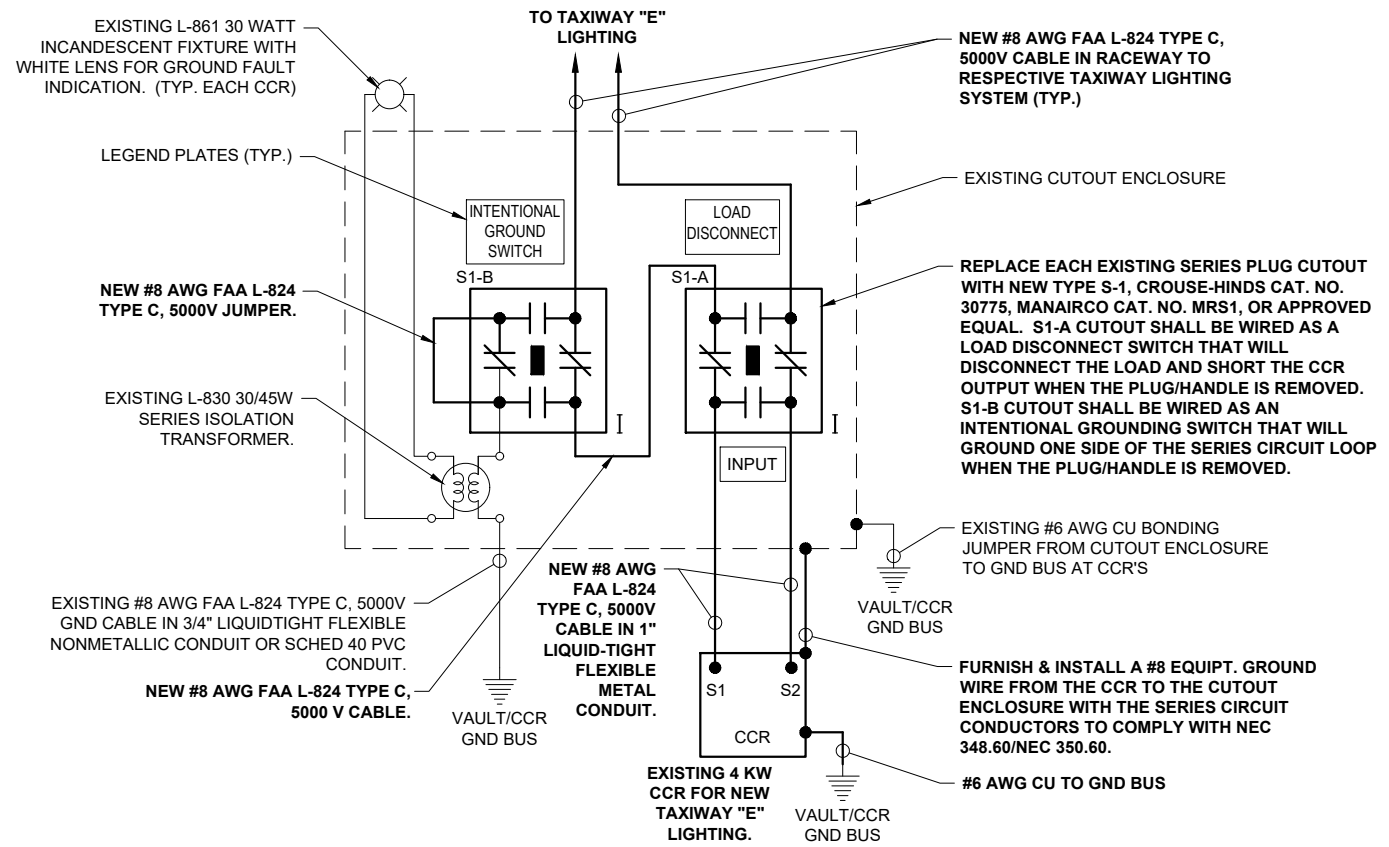 EXISTING L-861 30 WATT
INCANDESCENT FIXTURE WITH
WHITE LENS FOR GROUND FAULT
INDICATION. (TYP. EACH CCR)
TO TAXIWAY "E"
LIGHTING
NEW #8 AWG FAA L-824 TYPE C,
5000V CABLE IN RACEWAY TO
RESPECTIVE TAXIWAY LIGHTING
SYSTEM (TYP.)
LEGEND PLATES (TYP.)
EXISTING CUTOUT ENCLOSURE
INTENTIONAL
GROUND
SWITCH
LOAD
DISCONNECT
S1-B
S1-A
NEW #8 AWG FAA L-824
TYPE C, 5000V JUMPER.
REPLACE EACH EXISTING SERIES PLUG CUTOUT
WITH NEW TYPE S-1, CROUSE-HINDS CAT. NO.
30775, MANAIRCO CAT. NO. MRS1, OR APPROVED
EQUAL. S1-A CUTOUT SHALL BE WIRED AS A
LOAD DISCONNECT SWITCH THAT WILL
DISCONNECT THE LOAD AND SHORT THE CCR
OUTPUT WHEN THE PLUG/HANDLE IS REMOVED.
S1-B CUTOUT SHALL BE WIRED AS AN
INTENTIONAL GROUNDING SWITCH THAT WILL
GROUND ONE SIDE OF THE SERIES CIRCUIT LOOP
WHEN THE PLUG/HANDLE IS REMOVED.
EXISTING L-830 30/45W
SERIES ISOLATION
TRANSFORMER.
I
I
INPUT
EXISTING #6 AWG CU BONDING
JUMPER FROM CUTOUT ENCLOSURE
TO GND BUS AT CCR'S
VAULT/CCR
GND BUS
EXISTING #8 AWG FAA L-824 TYPE C, 5000V
GND CABLE IN 3/4" LIQUIDTIGHT FLEXIBLE
NONMETALLIC CONDUIT OR SCHED 40 PVC
CONDUIT.
NEW #8 AWG FAA L-824 TYPE C,
5000 V CABLE.
VAULT/CCR
GND BUS
NEW #8 AWG
FAA L-824
TYPE C, 5000V
CABLE IN 1"
LIQUID-TIGHT
FLEXIBLE
METAL
CONDUIT.
S1
S2
CCR
FURNISH & INSTALL A #8 EQUIPT. GROUND
WIRE FROM THE CCR TO THE CUTOUT
ENCLOSURE WITH THE SERIES CIRCUIT
CONDUCTORS TO COMPLY WITH NEC
348.60/NEC 350.60.
#6 AWG CU TO GND BUS
EXISTING 4 KW
CCR FOR NEW
TAXIWAY "E"
LIGHTING.
VAULT/CCR
GND BUS